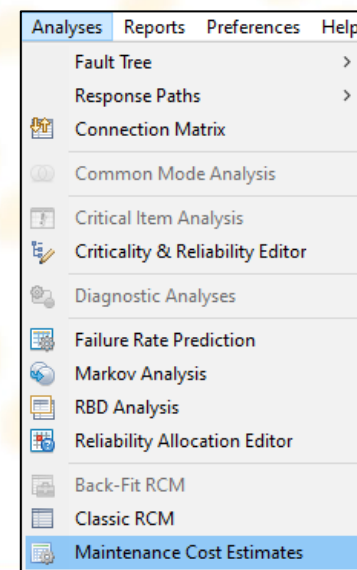 Analyses Reports Preferences Help
Fault Tree >
Response Paths >
Connection Matrix
Common Mode Analysis
Critical Item Analysis
Criticality & Reliability Editor
Diagnostic Analyses
Failure Rate Prediction
Markov Analysis
RBD Analysis
Reliability Allocation Editor
Back-Fit RCM
Classic RCM
Maintenance Cost Estimates